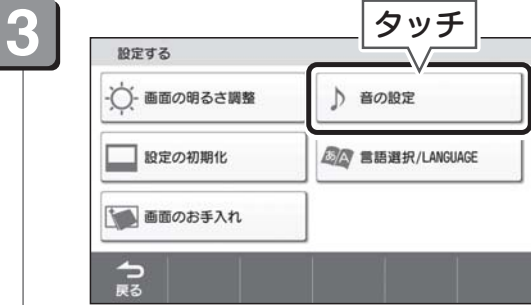 3
タッチ
設定する
画面の明るさ調整
音の設定
設定の初期化
あA 言語選択/LANGUAGE
画面のお手入れ
戻る